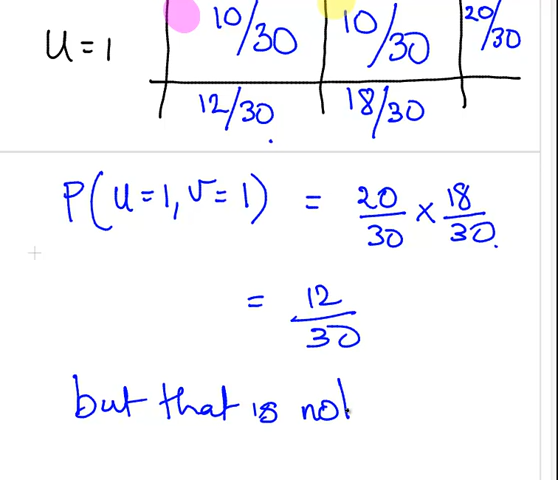 U=1 10/30 10/30 20/30
12/30 18/30
P(U=1, V=1) = 20/30 × 18/30
= 12/30
but that is not